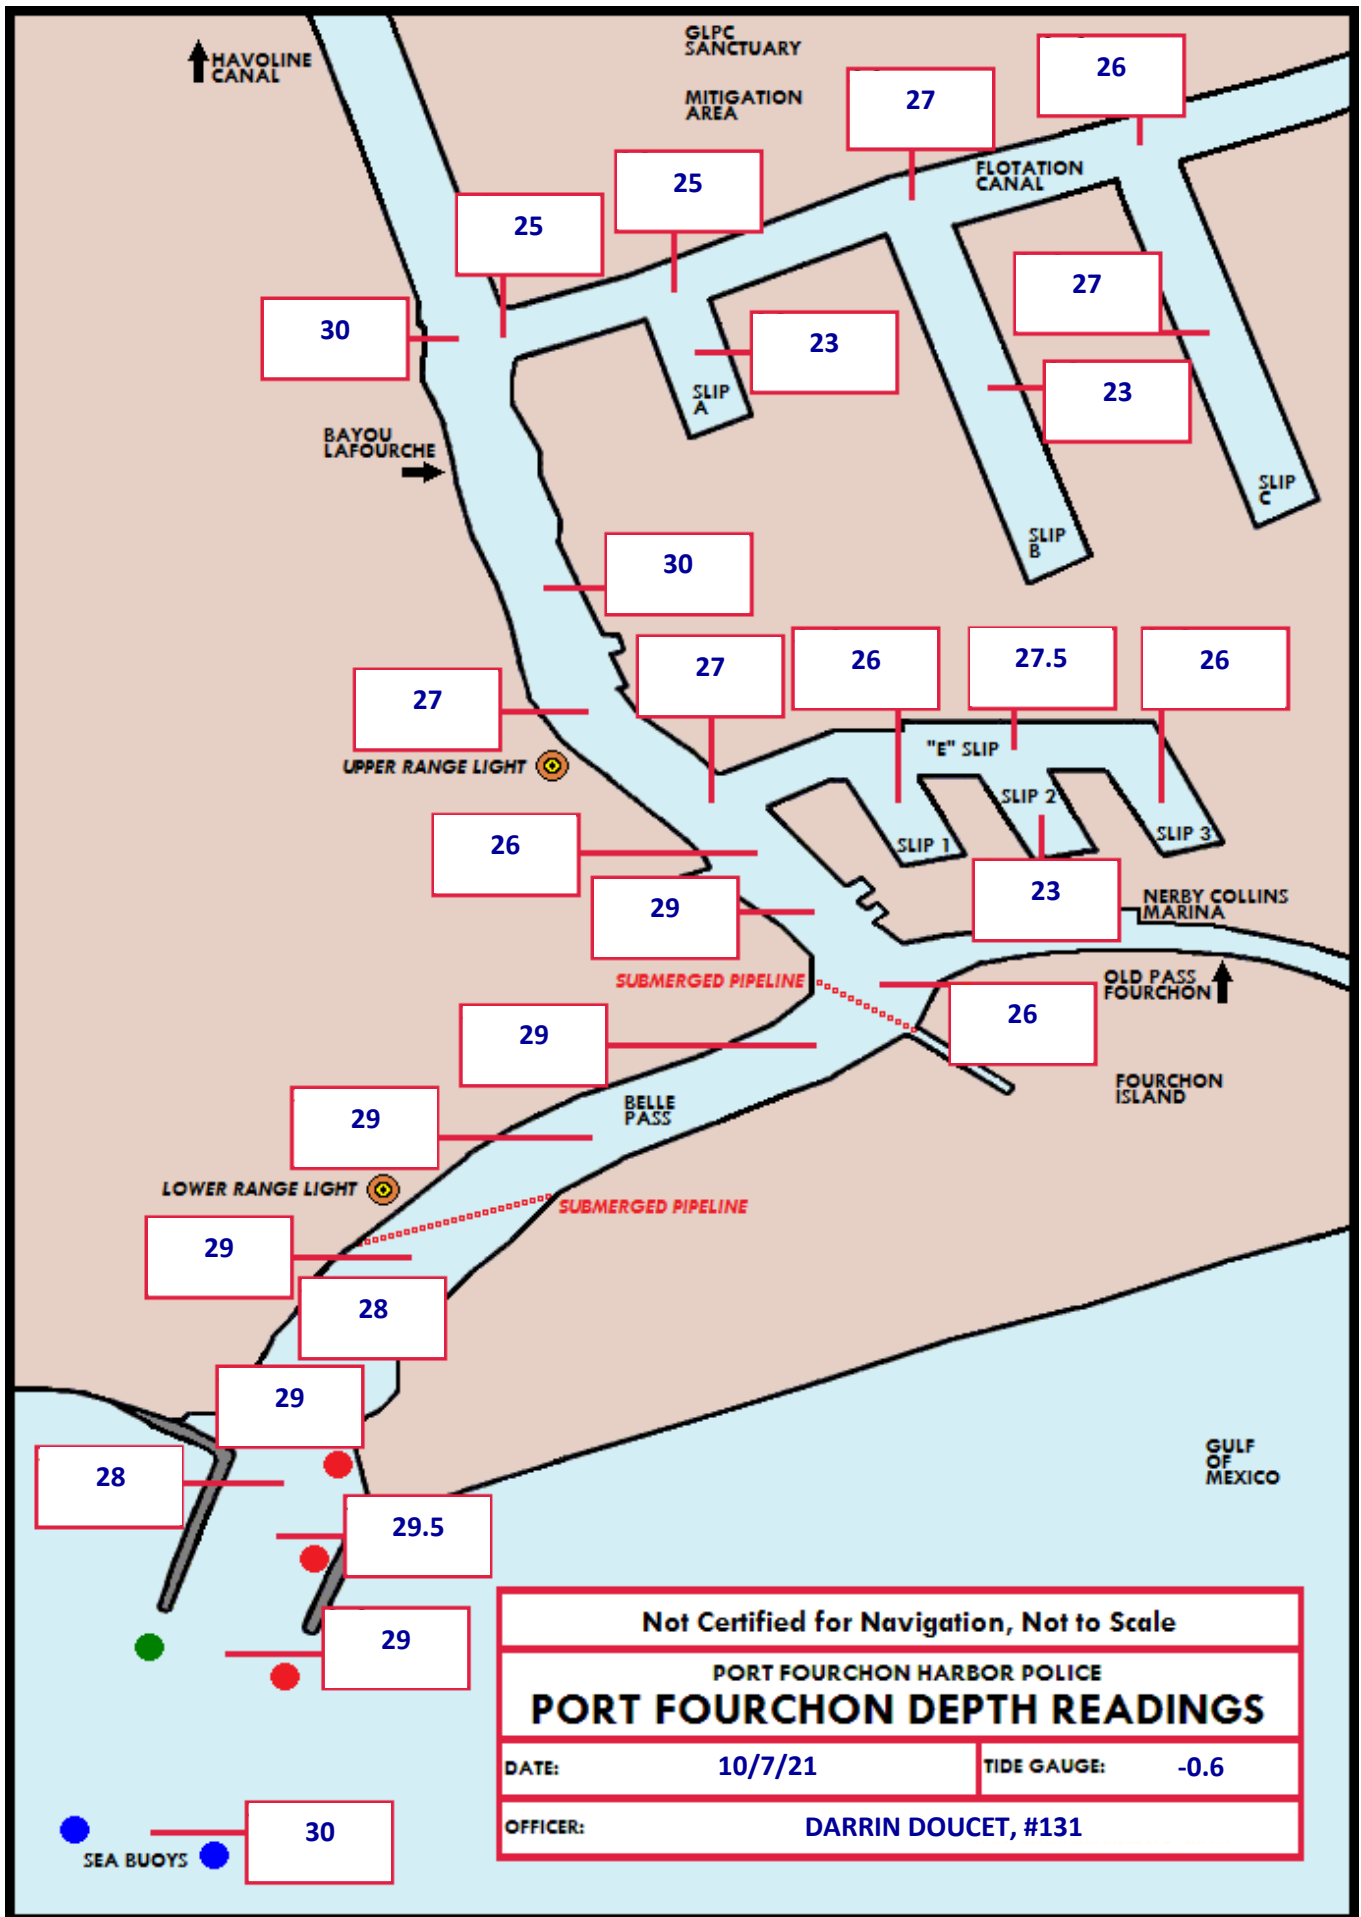 HAVOLINE
CANAL
GLPC
SANCTUARY
MITIGATION
AREA
26
27
FLOTATION
CANAL
25
25
27
30
23
23
SLIP
A
BAYOU
LAFOURCHE
SLIP
C
SLIP
B
30
27
26
27.5
26
27
"E" SLIP
UPPER RANGE LIGHT
SLIP 2
SLIP 1
SLIP 3
26
23
29
NERBY COLLINS
MARINA
SUBMERGED PIPELINE
OLD PASS
FOURCHON
26
29
FOURCHON
ISLAND
BELLE
PASS
29
LOWER RANGE LIGHT
SUBMERGED PIPELINE
29
28
29
GULF
OF
MEXICO
28
29.5
29
Not Certified for Navigation, Not to Scale
PORT FOURCHON HARBOR POLICE
PORT FOURCHON DEPTH READINGS
DATE: 10/7/21 TIDE GAUGE: -0.6
OFFICER: DARRIN DOUCET, #131
30
SEA BUOYS